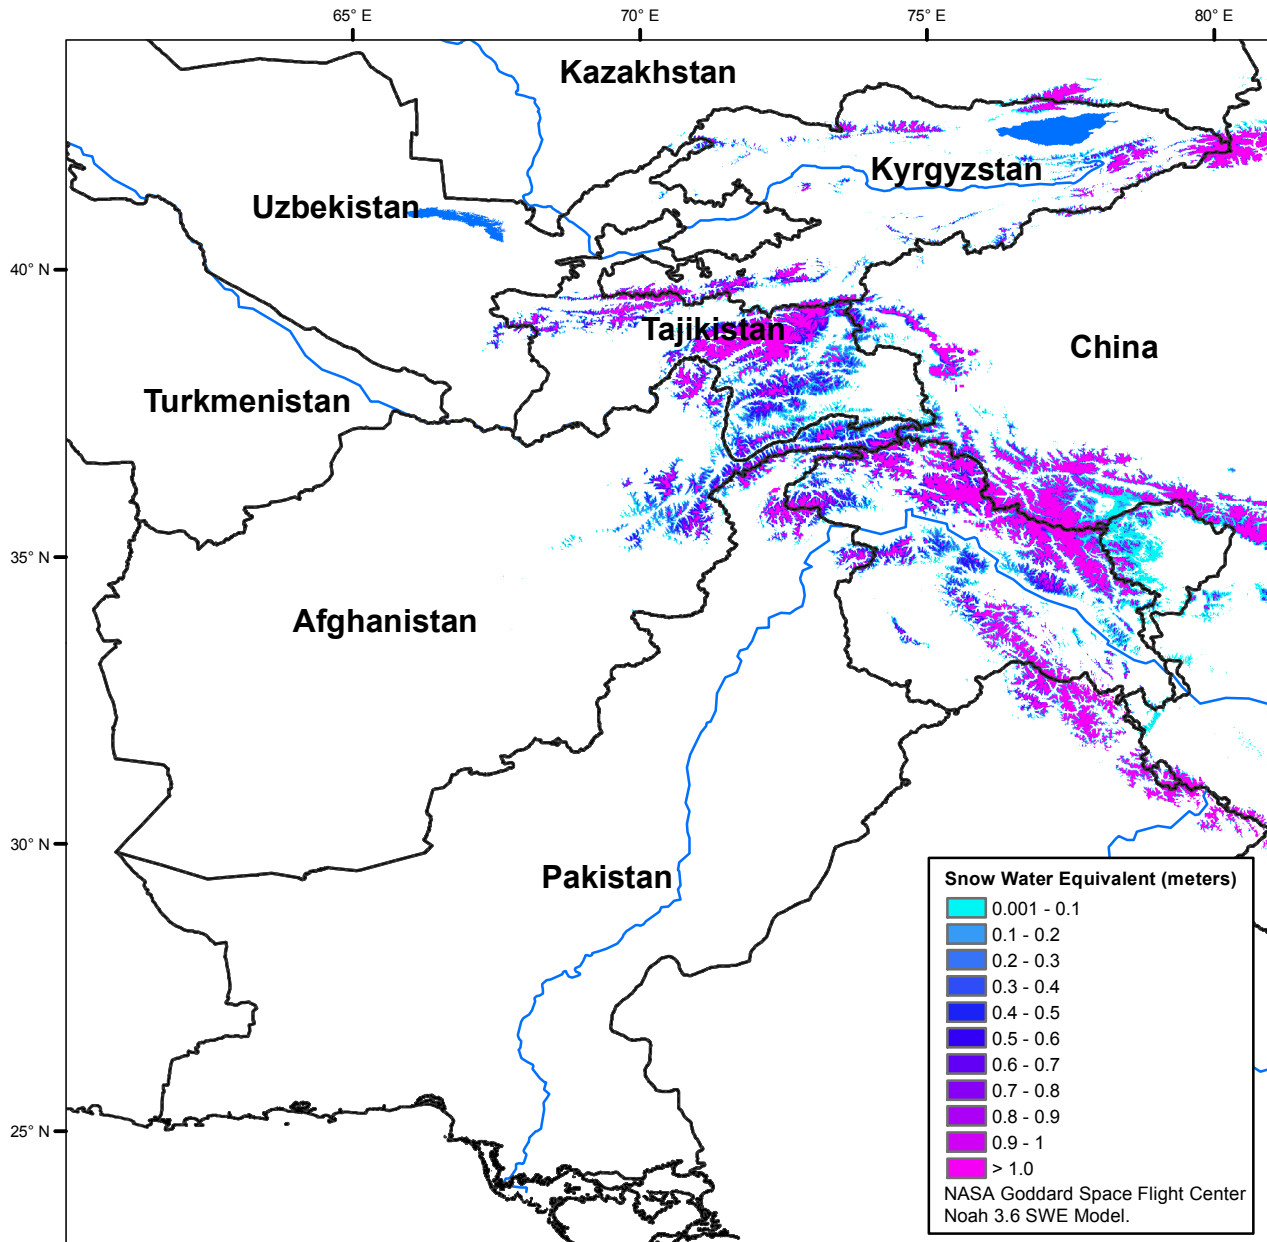 65° E
70° E
75° E
80° E
Kazakhstan
Kyrgyzstan
Uzbekistan
40° N
Tajikistan
China
Turkmenistan
35° N
Afghanistan
30° N
Pakistan
25° N
Snow Water Equivalent (meters)
0.001 - 0.1
0.1 - 0.2
0.2 - 0.3
0.3 - 0.4
0.4 - 0.5
0.5 - 0.6
0.6 - 0.7
0.7 - 0.8
0.8 - 0.9
0.9 - 1
> 1.0
NASA Goddard Space Flight Center
Noah 3.6 SWE Model.